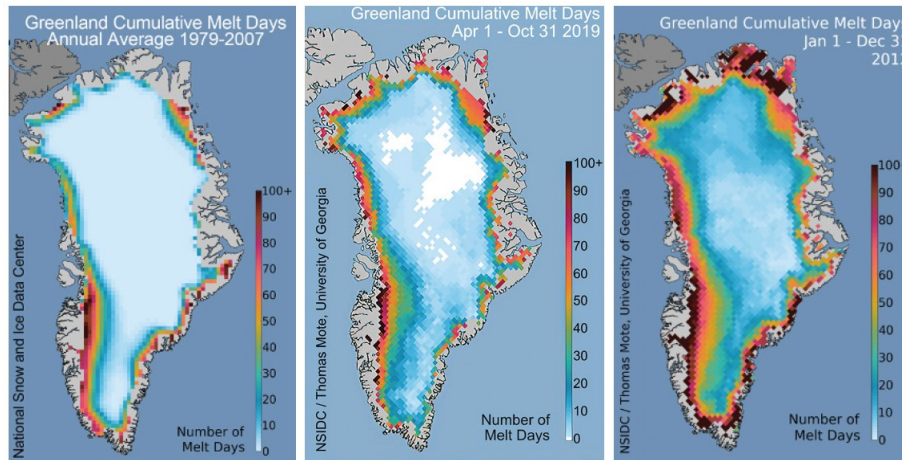 Greenland Cumulative Melt Days
Annual Average 1979-2007
100+
90
80
70
60
50
40
30
20
10
0
Number of
Melt Days
National Snow and Ice Data Center
Greenland Cumulative Melt Days
Apr 1 - Oct 31 2019
100+
90
80
70
60
50
40
30
20
10
0
Number of
Melt Days
NSIDC / Thomas Mote, University of Georgia
Greenland Cumulative Melt Days
Jan 1 - Dec 3
100
90
80
70
60
50
40
30
20
10
0
Number of
Melt Days
NSIDC / Thomas Mote, University of Georgia